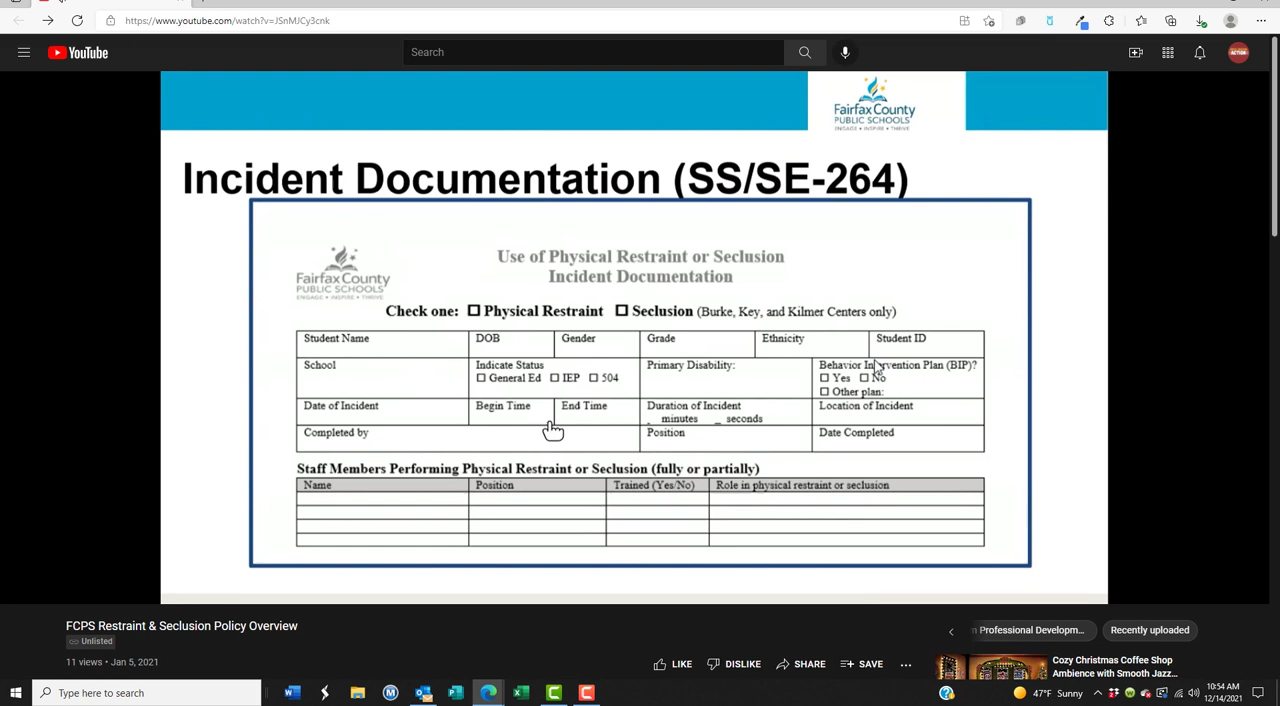 https://www.youtube.com/watch?v=JSnMJCy3cnk
YouTube
Search
Fairfax County
PUBLIC SCHOOLS
ENGAGE • INSPIRE • THRIVE
Incident Documentation (SS/SE-264)
Fairfax County
PUBLIC SCHOOLS
ENGAGE • INSPIRE • THRIVE
Use of Physical Restraint or Seclusion
Incident Documentation
Check one: ☐ Physical Restraint ☐ Seclusion (Burke, Key, and Kilmer Centers only)
Student Name DOB Gender Grade Ethnicity Student ID
School Indicate Status Primary Disability: Behavior Intervention Plan (BIP)?
☐ General Ed ☐ IEP ☐ 504 ☐ Yes ☐ No
☐ Other plan:
Date of Incident Begin Time End Time Duration of Incident Location of Incident
_ minutes _ seconds
Completed by Position Date Completed
Staff Members Performing Physical Restraint or Seclusion (fully or partially)
Name Position Trained (Yes/No) Role in physical restraint or seclusion
FCPS Restraint & Seclusion Policy Overview
Unlisted
11 views • Jan 5, 2021
LIKE DISLIKE SHARE SAVE
Professional Developm... Recently uploaded
Cozy Christmas Coffee Shop
Ambience with Smooth Jazz...
Type here to search
47°F Sunny
10:54 AM
12/14/2021